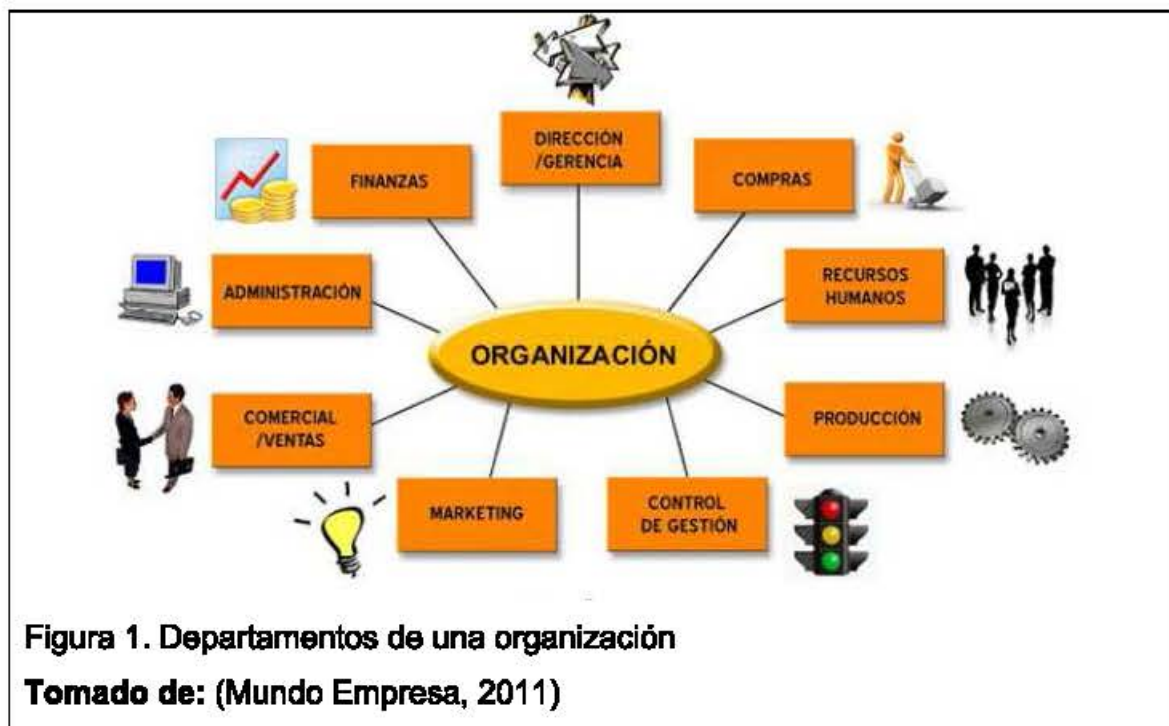 DIRECCIÓN
/GERENCIA
FINANZAS
COMPRAS
ADMINISTRACIÓN
RECURSOS
HUMANOS
ORGANIZACIÓN
COMERCIAL
/VENTAS
PRODUCCIÓN
MARKETING
CONTROL
DE GESTIÓN
Figura 1. Departamentos de una organización
Tomado de: (Mundo Empresa, 2011)